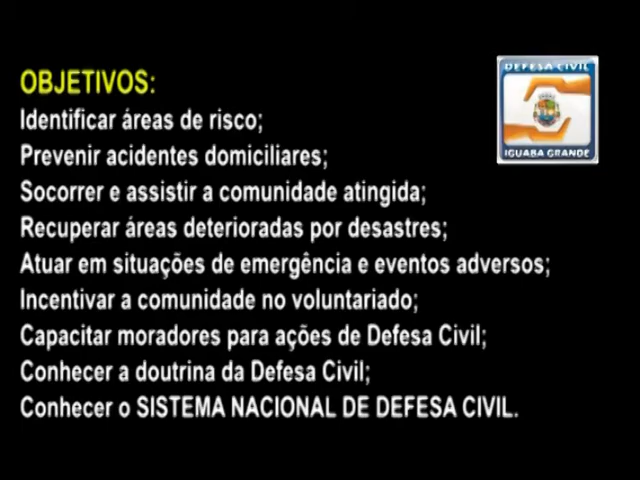 OBJETIVOS:
Identificar áreas de risco;
Prevenir acidentes domiciliares;
Socorrer e assistir a comunidade atingida;
Recuperar áreas deterioradas por desastres;
Atuar em situações de emergência e eventos adversos;
Incentivar a comunidade no voluntariado;
Capacitar moradores para ações de Defesa Civil;
Conhecer a doutrina da Defesa Civil;
Conhecer o SISTEMA NACIONAL DE DEFESA CIVIL.
DEFESA CIVIL
IGUABA GRANDE